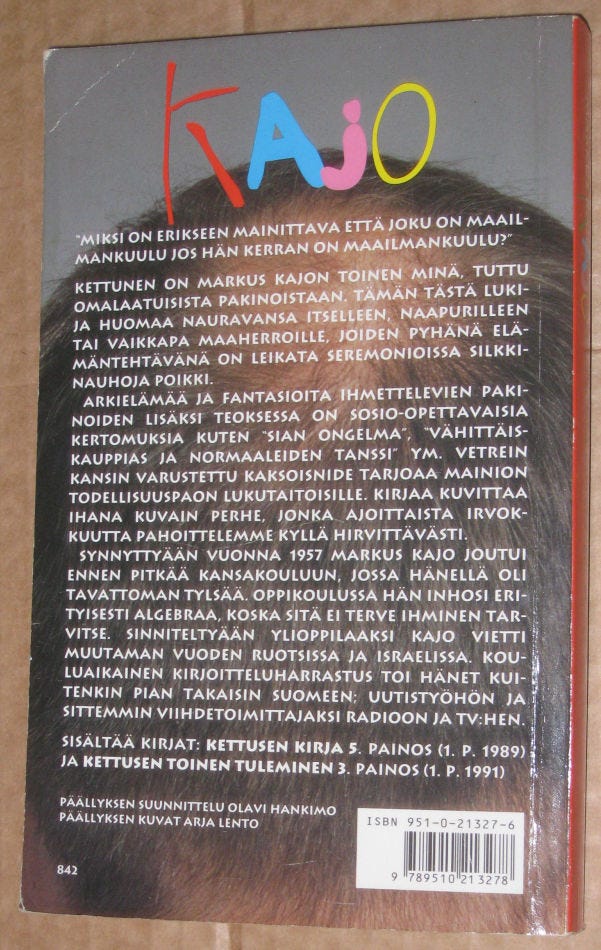 KAJO
"MIKSI ON ERIKSEEN MAINITTAVA ETTÄ JOKU ON MAAIL-
MANKUULU JOS HÄN KERRAN ON MAAILMANKUULU?"
KETTUNEN ON MARKUS KAJON TOINEN MINÄ, TUTTU
OMALAATUISISTA PAKINOISTAAN. TÄMÄN TÄSTÄ LUKI-
JA HUOMAA NAURAVANSA ITSELLEEN, NAAPURILLEEN
TAI VAIKKAPA MAAHERROILLE, JOIDEN PYHÄNÄ ELÄ-
MÄNTEHTÄVÄNÄ ON LEIKATA SEREMONIOISSA SILKKI-
NAUHOJA POIKKI.
ARKIELÄMÄÄ JA FANTASIOITA IHMETTELEVIEN PAKI-
NOIDEN LISÄKSI TEOKSESSA ON SOSIO-OPETTAVAISIA
KERTOMUKSIA KUTEN "SIAN ONGELMA", "VÄHITTÄIS-
KAUPPIAS JA NORMAALEIDEN TANSSI" YM. VETREIN
KANSIN VARUSTETTU KAKSOISNIDE TARJOAA MAINION
TODELLISUUSPAON LUKUTAITOISILLE. KIRJAA KUVITTAA
IHANA KUVAIN PERHE, JONKA AJOITTAISTA IRVOK-
KUUTTA PAHOITTELEMME KYLLÄ HIRVITTÄVÄSTI.
SYNNYTTYÄÄN VUONNA 1957 MARKUS KAJO JOUTUI
ENNEN PITKÄÄ KANSAKOULUUN, JOSSA HÄNELLÄ OLI
TAVATTOMAN TYLSÄÄ. OPPIKOULUSSA HÄN INHOSI ERI-
TYISESTI ALGEBRAA, KOSKA SITÄ EI TERVE IHMINEN TAR-
VITSE. SINNITELTYÄÄN YLIOPPILAAKSI KAJO VIETTI
MUUTAMAN VUODEN RUOTSISSA JA ISRAELISSA. KOU-
LUAIKAINEN KIRJOITTELUHARRASTUS TOI HÄNET KUI-
TENKIN PIAN TAKAISIN SUOMEEN; UUTISTYÖHÖN JA
SITTEMMIN VIIHDETOIMITTAJAKSI RADIOON JA TV:HEN.
SISÄLTÄÄ KIRJAT: KETTUSEN KIRJA 5. PAINOS (1. P. 1989)
JA KETTUSEN TOINEN TULEMINEN 3. PAINOS (1. P. 1991)
PÄÄLLYKSEN SUUNNITTELU OLAVI HANKIMO
PÄÄLLYKSEN KUVAT ARJA LENTO
ISBN 951-0-21327-6
9 789510 213278
842